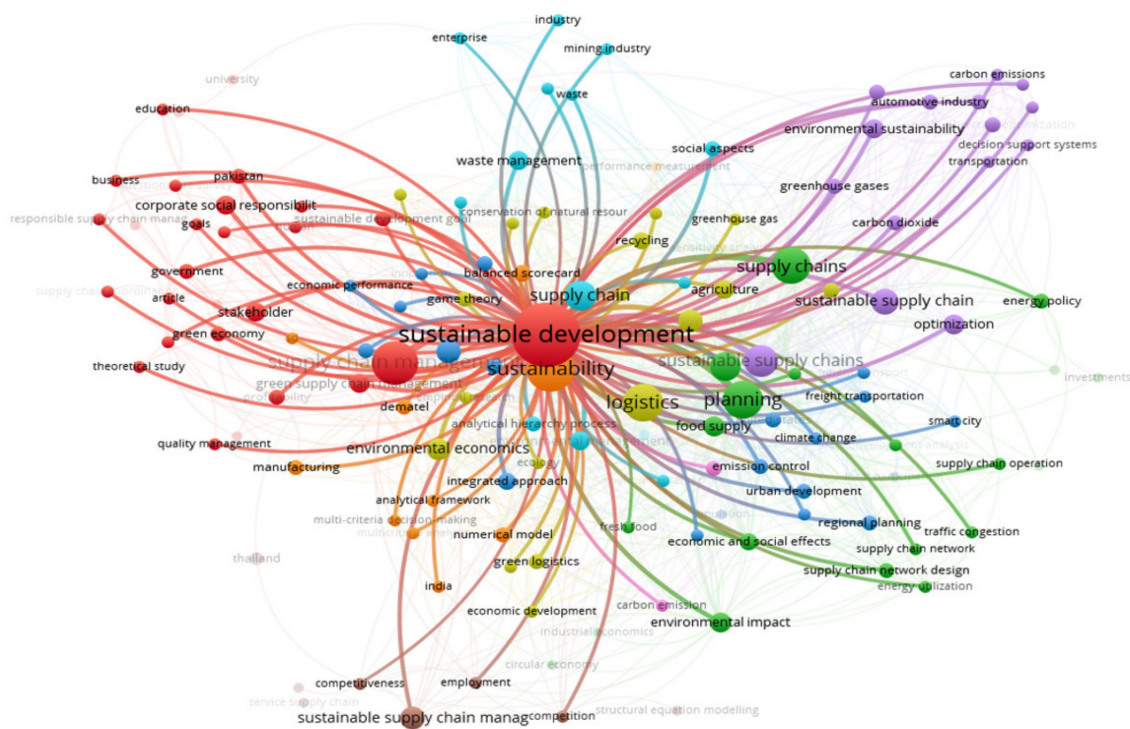 industry
enterprise
mining industry
university
carbon emissions
waste
education
automotive industry
environmental sustainability
decision support systems
social aspects
waste management
performance measurement
transportation
business
pakistan
greenhouse gases
corporate social responsibilit
responsible supply chain manag
goals
sustainable development goal
conservation of natural resour
greenhouse gas
carbon dioxide
recycling
government
balanced scorecard
supply chains
supply chain
economic performance
agriculture
article
game theory
sustainable supply chain
energy policy
stakeholder
green economy
sustainable development
optimization
supply chain management
sustainability
sustainable supply chains
theoretical study
green supply chain management
investments
profitability
empirical research
freight transportation
dematel
logistics
planning
analytical hierarchy process
food supply
smart city
climate change
quality management
environmental economics
environmental management
manufacturing
ecology
emission control
supply chain operation
integrated approach
urban development
analytical framework
multi-criteria decision-making
regional planning
numerical model
fresh food
traffic congestion
economic and social effects
supply chain network
thailand
green logistics
supply chain network design
india
energy utilization
economic development
carbon emission
environmental impact
industrial economics
circular economy
competitiveness
employment
service supply chain
sustainable supply chain manag
competition
structural equation modelling